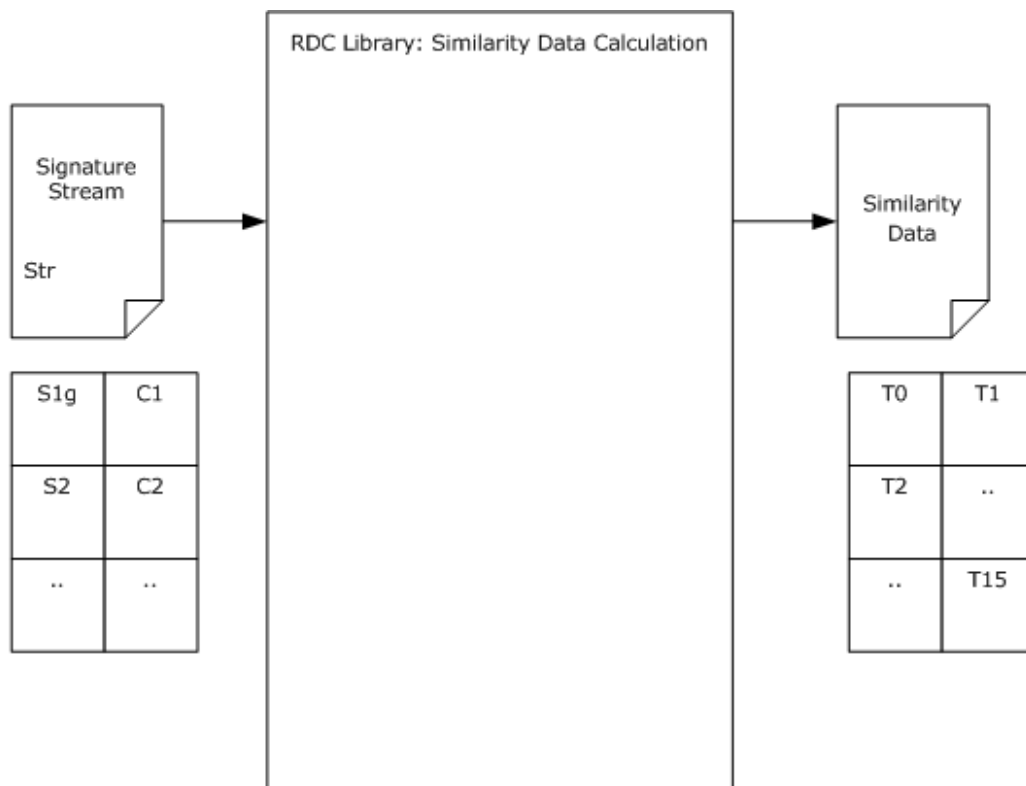 RDC Library: Similarity Data Calculation
Signature
Stream
Str
Similarity
Data
S1g C1
S2 C2
.. ..
T0 T1
T2 ..
.. T15